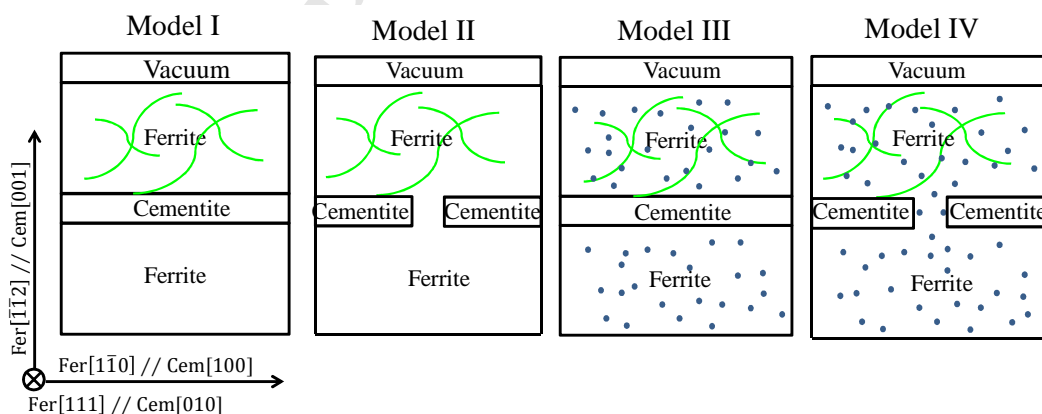 Model I
Model II
Model III
Model IV
Vacuum
Vacuum
Vacuum
Vacuum
Ferrite
Ferrite
Ferrite
Ferrite
Cementite
Cementite Cementite
Cementite
Cementite Cementite
Ferrite
Ferrite
Ferrite
Ferrite
Fer[1̄1̄2] // Cem[001]
Fer[11̄0] // Cem[100]
Fer[111] // Cem[010]